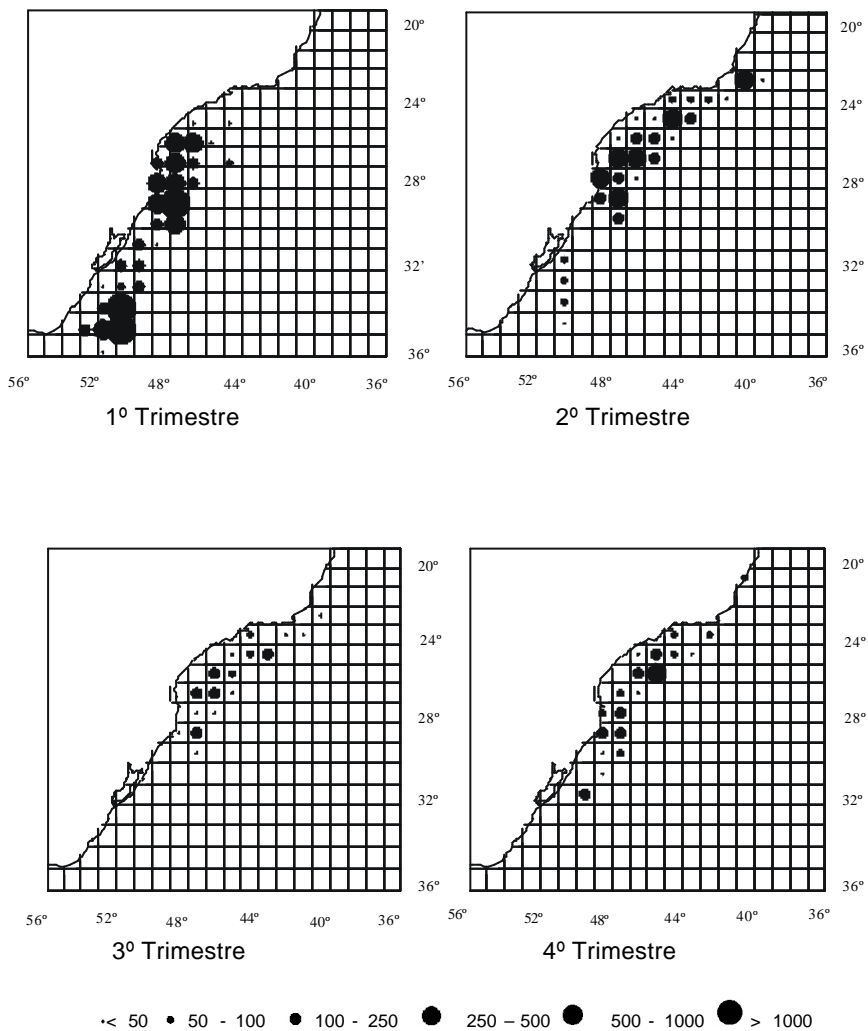 20º
24º
28º
32º
36º
56º 52º 48º 44º 40º 36º
1º Trimestre
20º
24º
28º
32º
36º
56º 52º 48º 44º 40º 36º
2º Trimestre
20º
24º
28º
32º
36º
56º 52º 48º 44º 40º 36º
3º Trimestre
20º
24º
28º
32º
36º
56º 52º 48º 44º 40º 36º
4º Trimestre
< 50 50 - 100 100 - 250 250 – 500 500 - 1000 > 1000